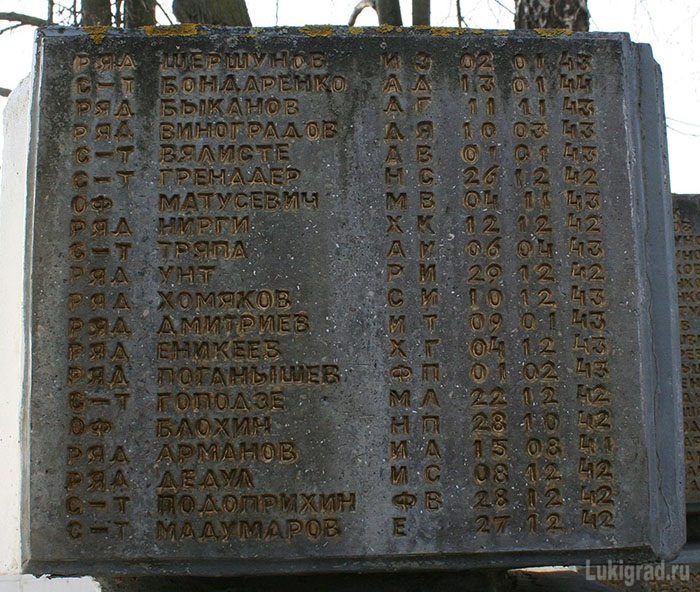 РЯД ШЕРШУНОВ И З 02 01 43
С-Т БОНДАРЕНКО А Д 13 01 44
РЯД БЫКАНОВ А Г 11 11 43
РЯД ВИНОГРАДОВ Д Я 10 03 43
С-Т ВЯЛИСТЕ А В 07 01 43
С-Т ГРЕНАДЕР Н С 26 12 42
ОФ МАТУСЕВИЧ М В 04 11 43
РЯД НИРГИ Х К 12 12 42
С-Т ТРЯПА А И 06 04 43
РЯД УНТ Р М 29 12 42
РЯД ХОМЯКОВ С И 10 12 43
РЯД ДМИТРИЕВ И Т 09 01 43
РЯД ЕНИКЕЕВ Х Г 04 12 43
РЯД ПОГАНЫШЕВ Ф П 01 02 43
С-Т ГОПОДЗЕ М А 22 12 42
ОФ БЛОХИН Н П 28 10 42
РЯД АРМАНОВ И А 15 08 41
РЯД ДЕДУЛ И С 08 12 42
С-Т ПОДОПРИХИН Ф В 28 12 42
С-Т МАДУМАРОВ Е 27 12 42
Lukigrad.ru